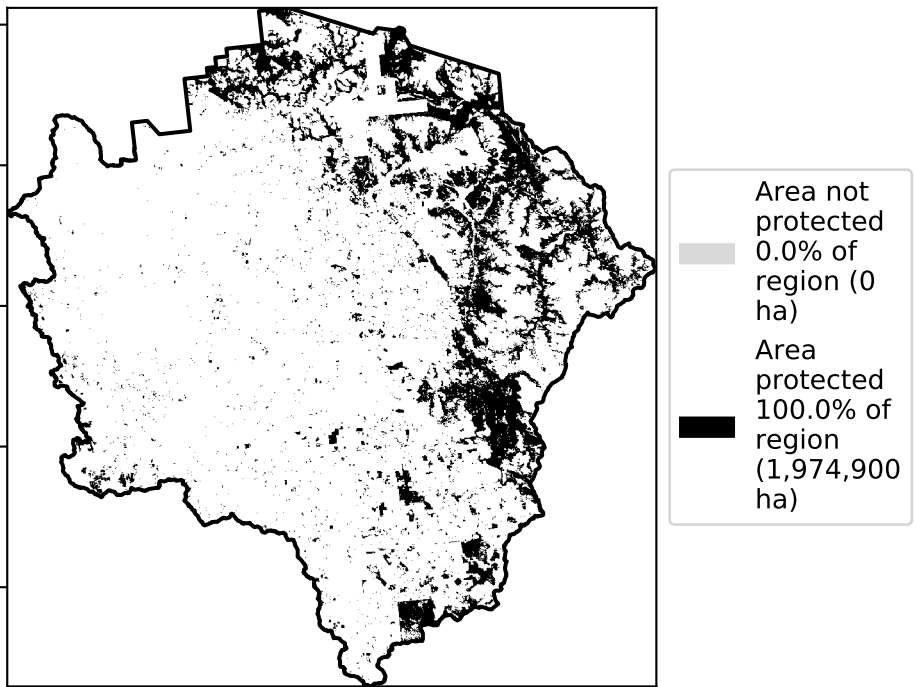 Area not
protected
0.0% of
region (0
ha)
Area
protected
100.0% of
region
(1,974,900
ha)